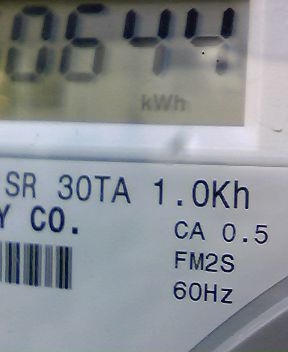 0644
kWh
SR 30TA 1.0Kh
Y CO.
CA 0.5
FM2S
60Hz